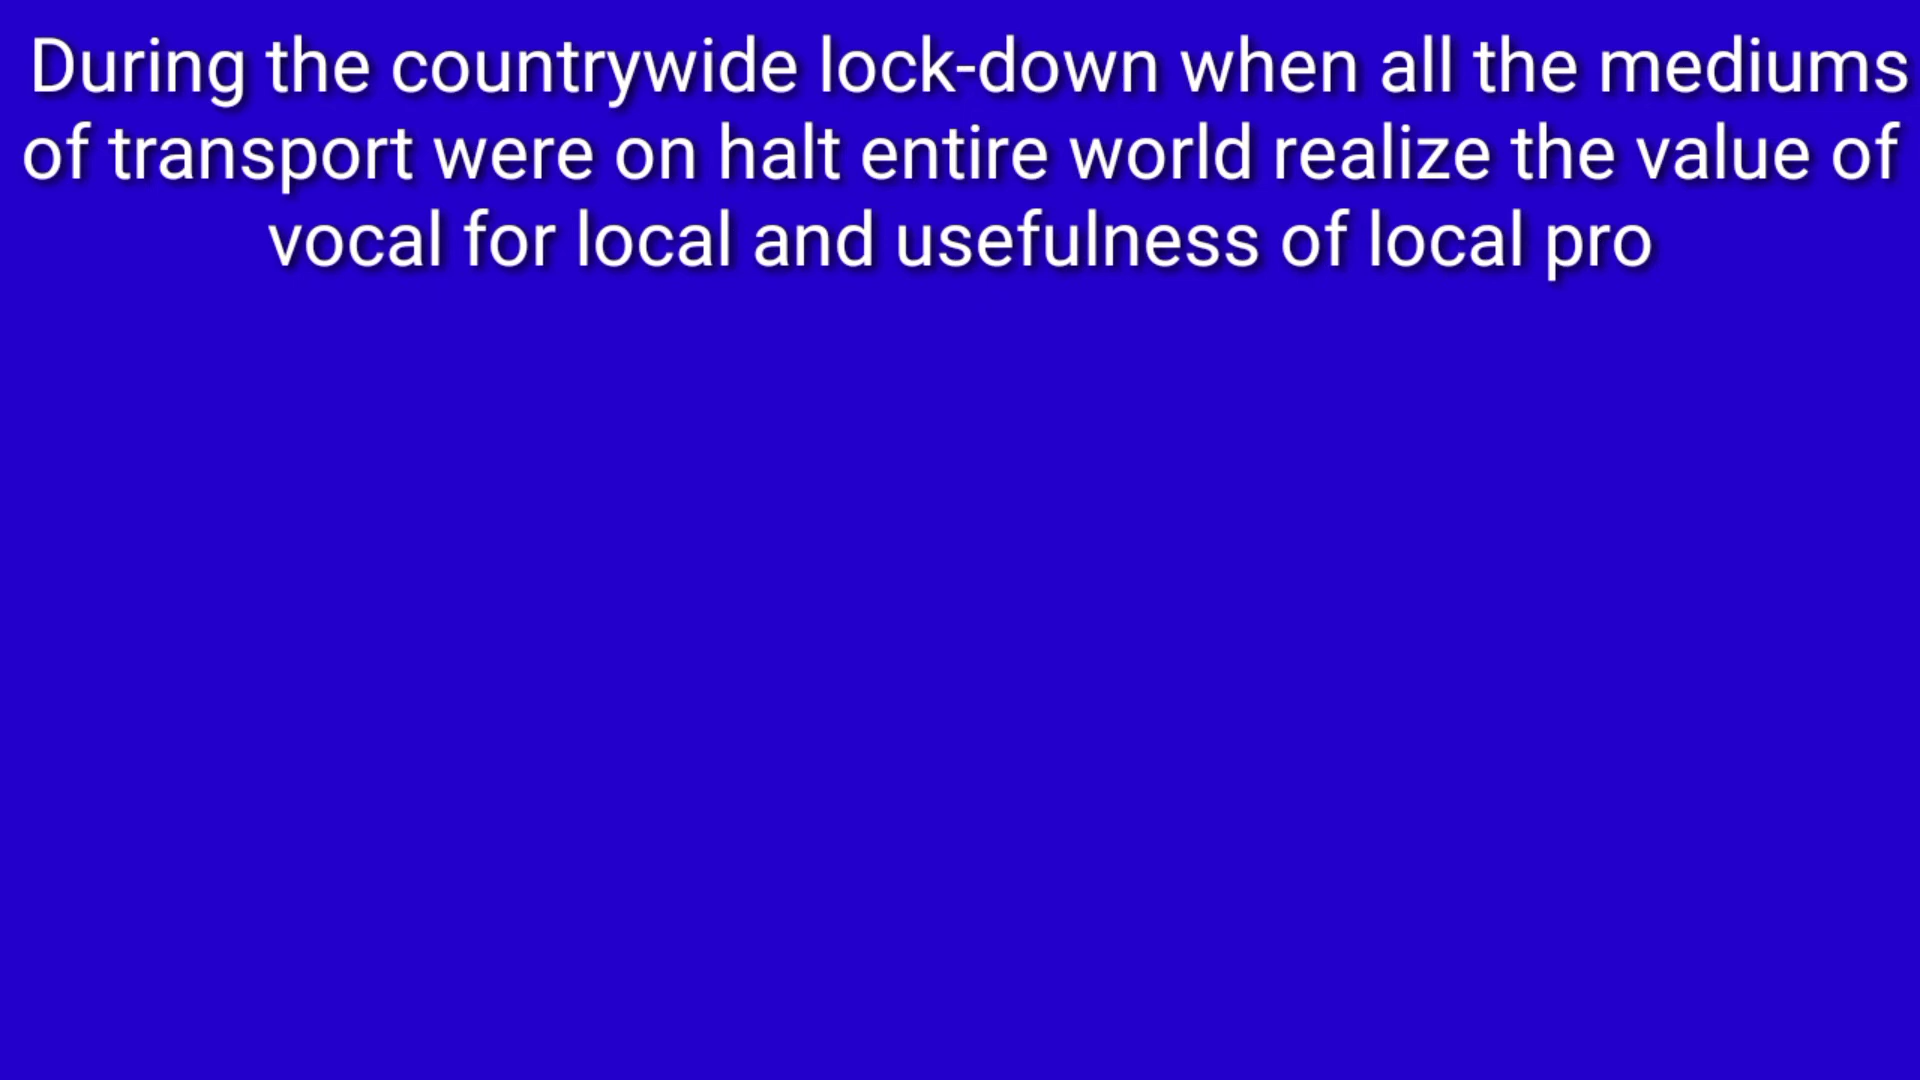 During the countrywide lock-down when all the mediums
of transport were on halt entire world realize the value of
vocal for local and usefulness of local pro